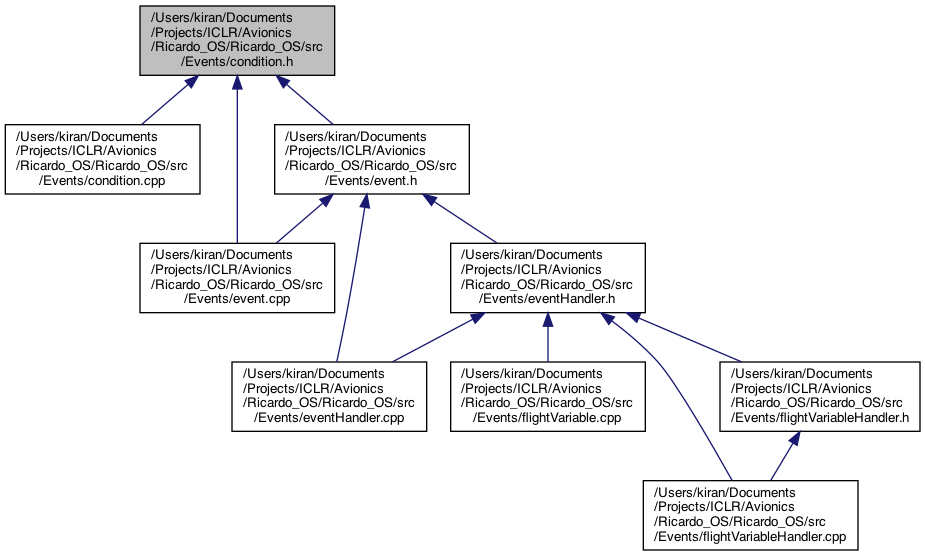 /Users/kiran/Documents
/Projects/ICLR/Avionics
/Ricardo_OS/Ricardo_OS/src
/Events/condition.h
/Users/kiran/Documents
/Projects/ICLR/Avionics
/Ricardo_OS/Ricardo_OS/src
/Events/condition.cpp
/Users/kiran/Documents
/Projects/ICLR/Avionics
/Ricardo_OS/Ricardo_OS/src
/Events/event.h
/Users/kiran/Documents
/Projects/ICLR/Avionics
/Ricardo_OS/Ricardo_OS/src
/Events/event.cpp
/Users/kiran/Documents
/Projects/ICLR/Avionics
/Ricardo_OS/Ricardo_OS/src
/Events/eventHandler.h
/Users/kiran/Documents
/Projects/ICLR/Avionics
/Ricardo_OS/Ricardo_OS/src
/Events/eventHandler.cpp
/Users/kiran/Documents
/Projects/ICLR/Avionics
/Ricardo_OS/Ricardo_OS/src
/Events/flightVariable.cpp
/Users/kiran/Documents
/Projects/ICLR/Avionics
/Ricardo_OS/Ricardo_OS/src
/Events/flightVariableHandler.h
/Users/kiran/Documents
/Projects/ICLR/Avionics
/Ricardo_OS/Ricardo_OS/src
/Events/flightVariableHandler.cpp